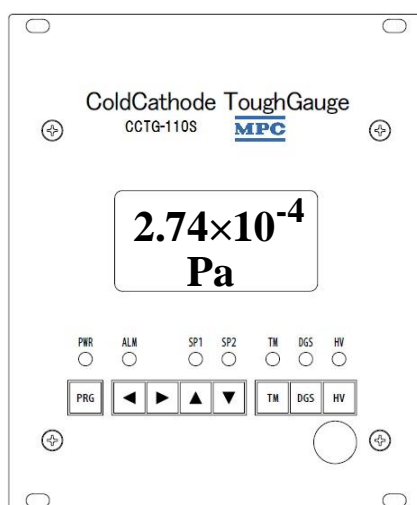 ColdCathode ToughGauge
CCTG-110S MPC
2.74×10⁻⁴
Pa
PWR ALM SP1 SP2 TM DGS HV
PRG ◀ ▶ ▲ ▼ TM DGS HV